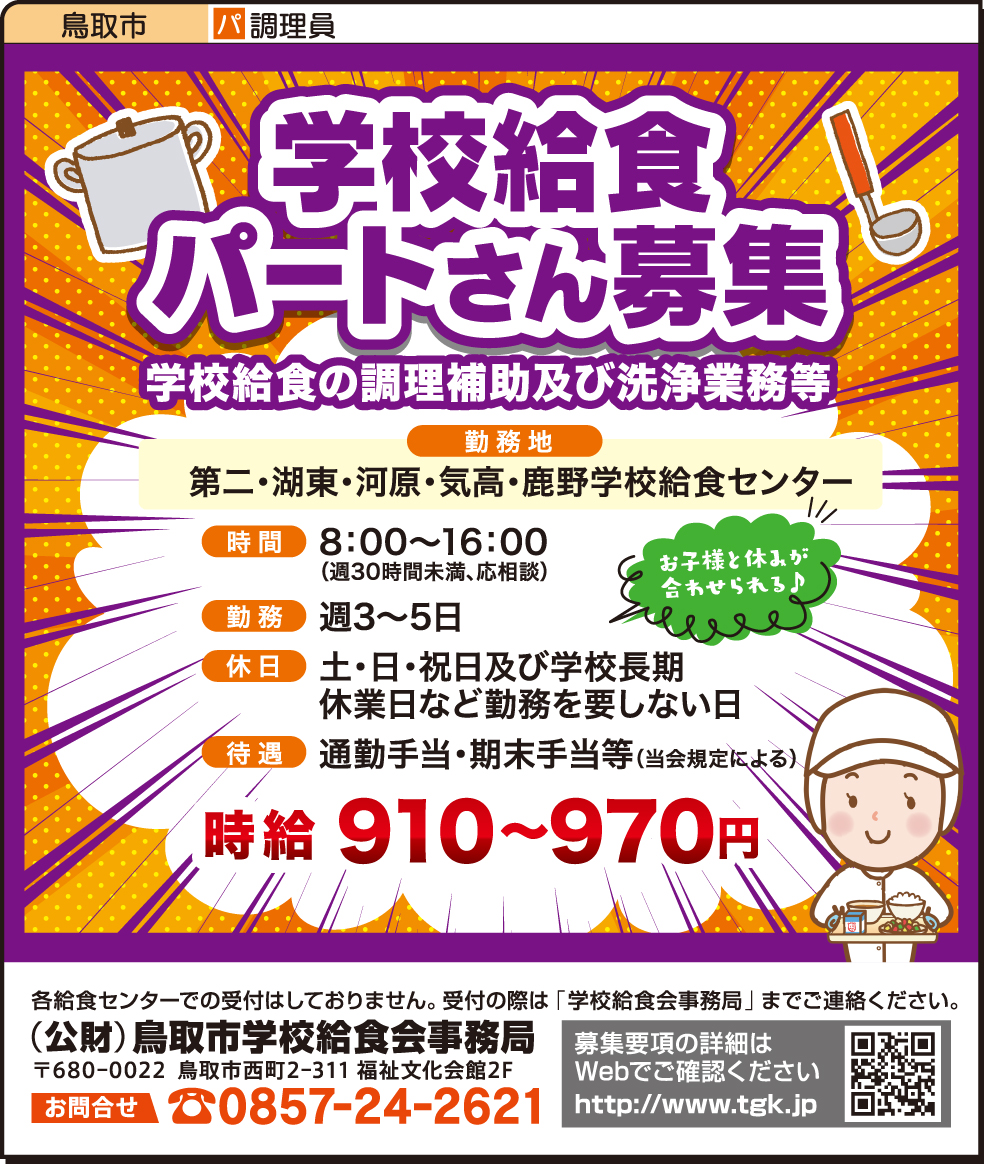 鳥取市
パ 調理員
学校給食
パートさん募集
学校給食の調理補助及び洗浄業務等
勤務地
第二・湖東・河原・気高・鹿野学校給食センター
時間 8:00〜16:00
(週30時間未満、応相談)
お子様と休みが
合わせられる♪
勤務 週3〜5日
休日 土・日・祝日及び学校長期
休業日など勤務を要しない日
待遇 通勤手当・期末手当等(当会規定による)
時給 910〜970円
各給食センターでの受付はしておりません。受付の際は「学校給食会事務局」までご連絡ください。
(公財)鳥取市学校給食会事務局
〒680-0022 鳥取市西町2-311 福祉文化会館2F
お問合せ ☎0857-24-2621
募集要項の詳細は
Webでご確認ください
http://www.tgk.jp